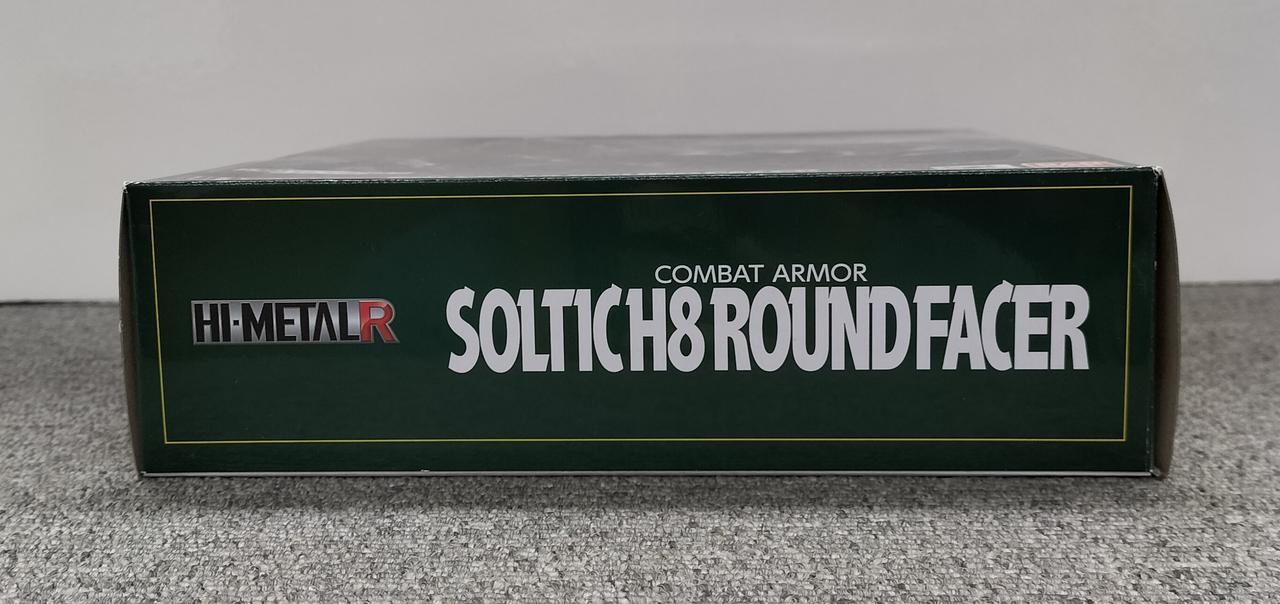 HI-METAL R
COMBAT ARMOR
SOLTIC H8 ROUND FACER